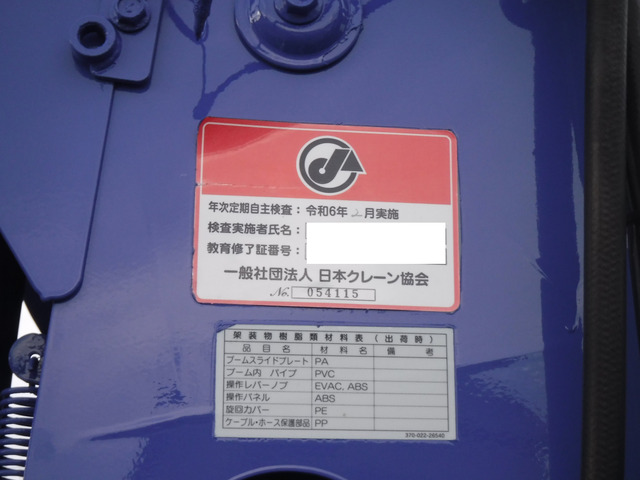 年次定期自主検査：令和6年2月実施
検査実施者氏名：
教育修了証番号：
一般社団法人 日本クレーン協会
No. 054115
架装物樹脂類材料表（出荷時）
品目名 材料名 備考
ブームスライドプレート PA
ブーム内 パイプ PVC
操作レバーノブ EVAC, ABS
操作パネル ABS
旋回カバー PE
ケーブル・ホース保護部品 PP
370-022-26540